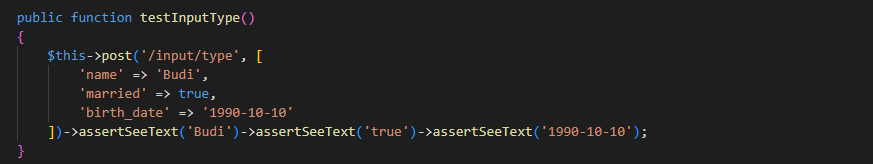 public function testInputType()
{
    $this->post('/input/type', [
        'name' => 'Budi',
        'married' => true,
        'birth_date' => '1990-10-10'
    ])->assertSeeText('Budi')->assertSeeText('true')->assertSeeText('1990-10-10');
}